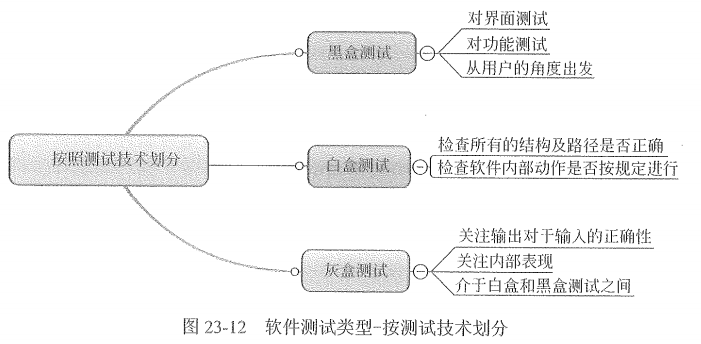 按照测试技术划分
黑盒测试
对界面测试
对功能测试
从用户的角度出发
白盒测试
检查所有的结构及路径是否正确
检查软件内部动作是否按规定进行
灰盒测试
关注输出对于输入的正确性
关注内部表现
介于白盒和黑盒测试之间
图 23-12 软件测试类型-按测试技术划分